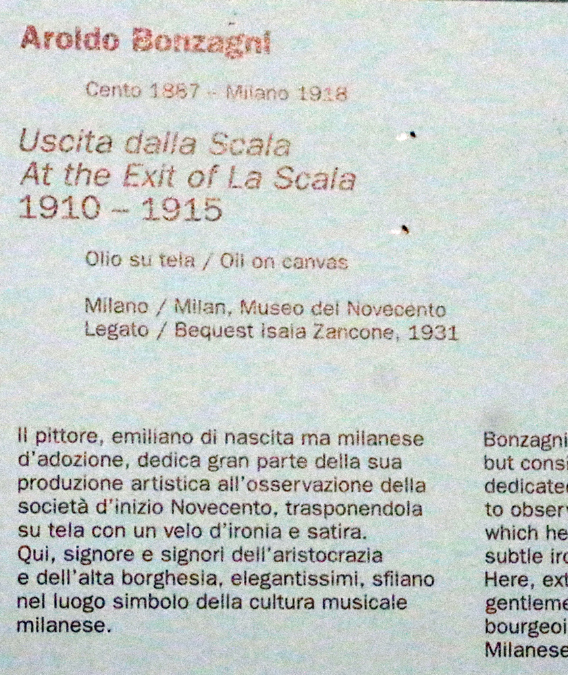 Aroldo Bonzagni
Cento 1887 – Milano 1918
Uscita dalla Scala
At the Exit of La Scala
1910 – 1915
Olio su tela / Oil on canvas
Milano / Milan, Museo del Novecento
Legato / Bequest Isaia Zancone, 1931
Il pittore, emiliano di nascita ma milanese
d'adozione, dedica gran parte della sua
produzione artistica all'osservazione della
società d'inizio Novecento, trasponendola
su tela con un velo d'ironia e satira.
Qui, signore e signori dell'aristocrazia
e dell'alta borghesia, elegantissimi, sfilano
nel luogo simbolo della cultura musicale
milanese.
Bonzagni
but consi
dedicated
to observ
which he
subtle iro
Here, ext
gentleme
bourgeoi
Milanese